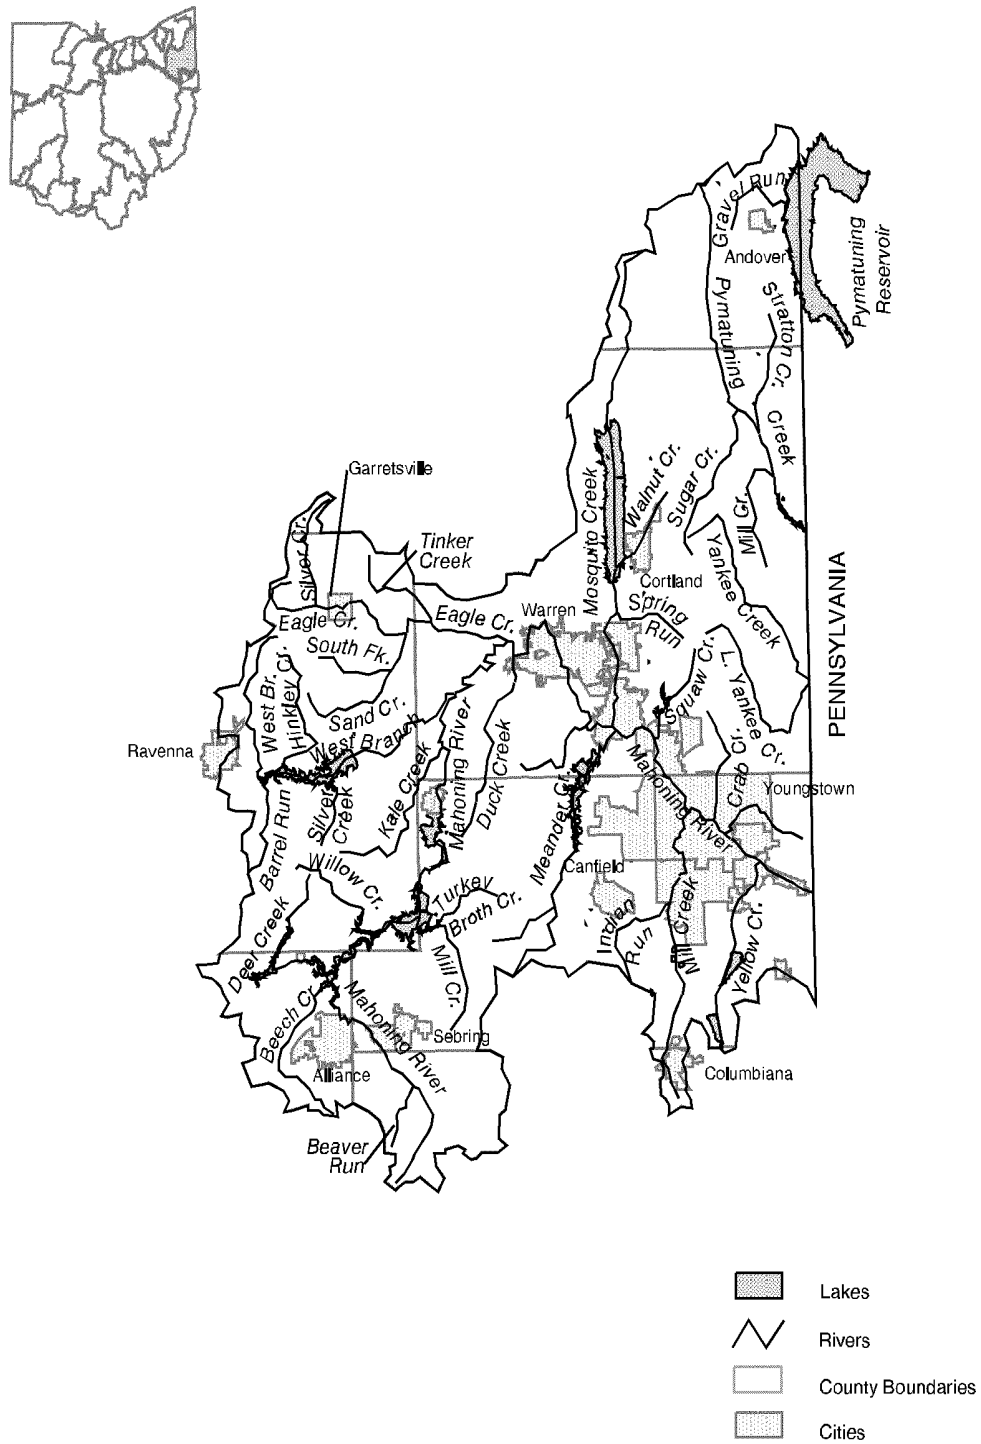 Gravel Run
Andover
Pymatuning
Reservoir
Pymatuning
Stratton Cr.
Creek
Garretsville
Walnut Cr.
Sugar Cr.
Mosquito Creek
Mill Cr.
Silver Cr.
Tinker
Creek
Yankee Creek
PENNSYLVANIA
Cortland
Eagle Cr.
Eagle Cr.
Warren
Spring
Run
South Fk.
West Br.
Hinkley Cr.
Sand Cr.
Squaw Cr.
L. Yankee Cr.
West Branch
Ravenna
Mahoning River
Duck Creek
Kale Creek
Mahoning River
Crab Cr.
Youngstown
Barrel Run
Silver
Creek
Meander Cr.
Willow Cr.
Canfield
Turkey
Broth Cr.
Deer Creek
Indian
Run
Mill Creek
Yellow Cr.
Mill Cr.
Beech Cr.
Mahoning River
Sebring
Alliance
Columbiana
Beaver
Run
Lakes
Rivers
County Boundaries
Cities